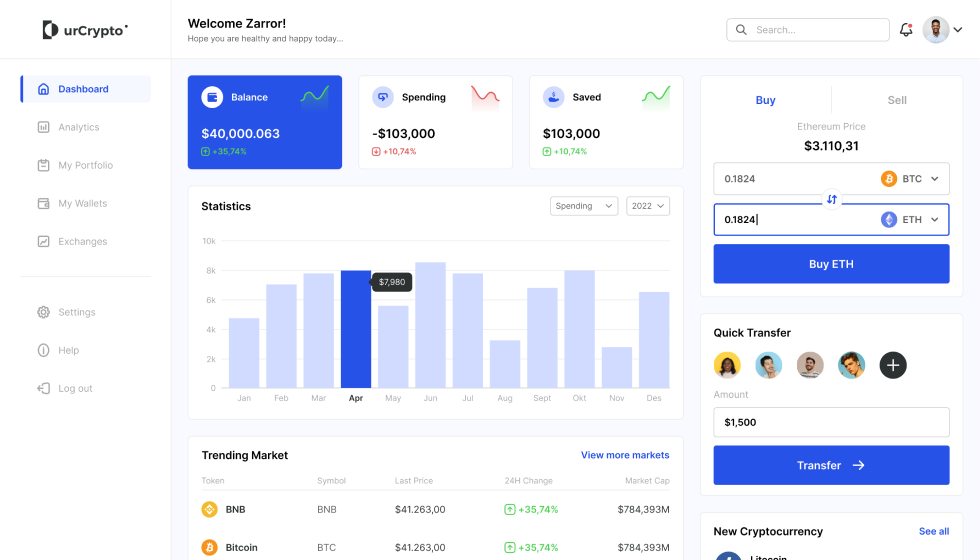 urCrypto
Welcome Zarror!
Hope you are healthy and happy today...
Search...
Dashboard
Analytics
My Portfolio
My Wallets
Exchanges
Settings
Help
Log out
Balance
$40,000.063
+35,74%
Spending
-$103,000
+10,74%
Saved
$103,000
+10,74%
Statistics
Spending
2022
10k
8k
6k
4k
2k
0
$7,980
Jan Feb Mar Apr May Jun Jul Aug Sept Okt Nov Des
Trending Market
View more markets
Token Symbol Last Price 24H Change Market Cap
BNB BNB $41.263,00 +35,74% $784,393M
Bitcoin BTC $41.263,00 +35,74% $784,393M
Buy Sell
Ethereum Price
$3.110,31
0.1824 BTC
0.1824 ETH
Buy ETH
Quick Transfer
Amount
$1,500
Transfer
New Cryptocurrency
See all